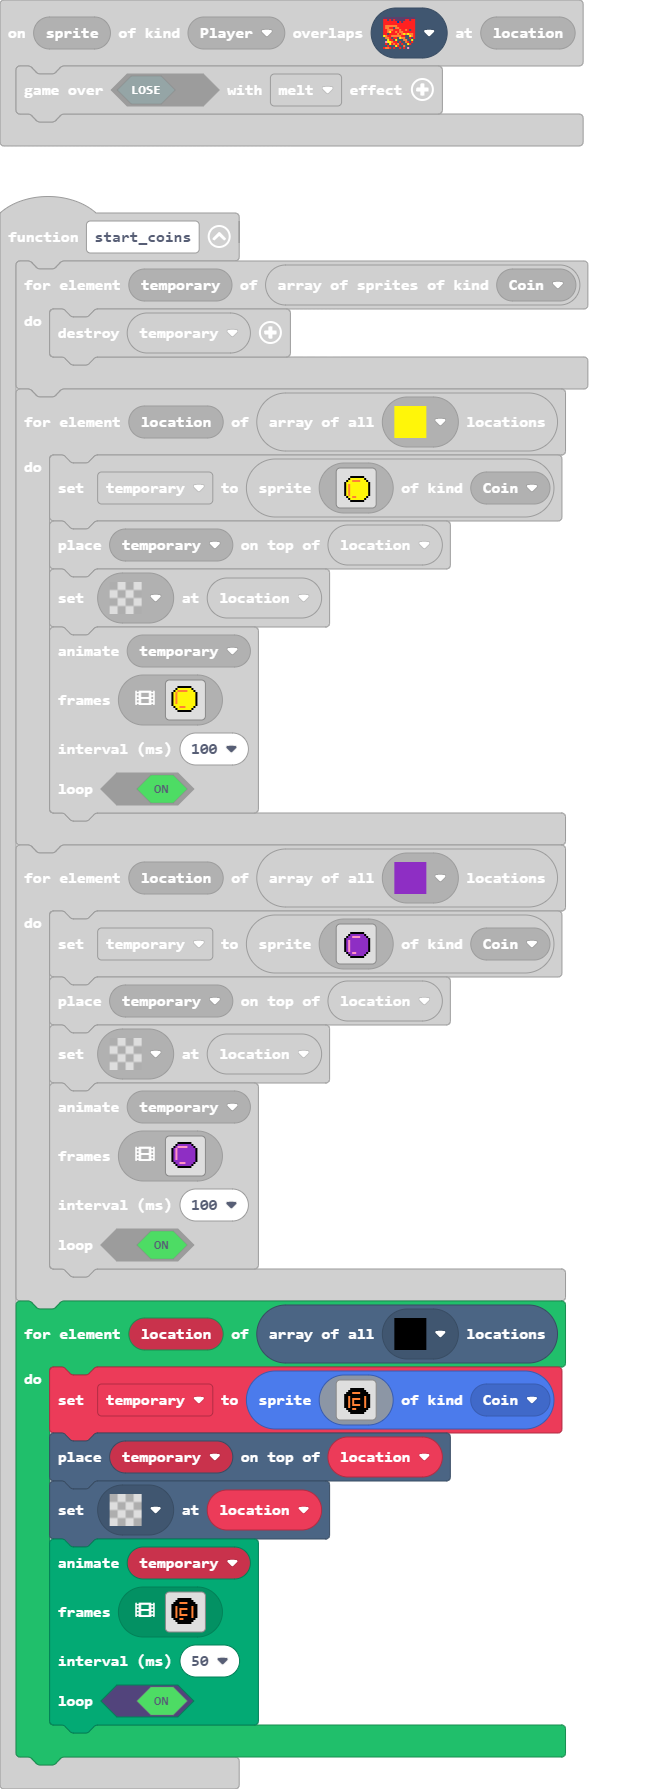 on sprite of kind Player overlaps at location
game over LOSE with melt effect
function start_coins
for element temporary of array of sprites of kind Coin
do
destroy temporary
for element location of array of all locations
do
set temporary to sprite of kind Coin
place temporary on top of location
set at location
animate temporary
frames
interval (ms) 100
loop ON
for element location of array of all locations
do
set temporary to sprite of kind Coin
place temporary on top of location
set at location
animate temporary
frames
interval (ms) 100
loop ON
for element location of array of all locations
do
set temporary to sprite of kind Coin
place temporary on top of location
set at location
animate temporary
frames
interval (ms) 50
loop ON